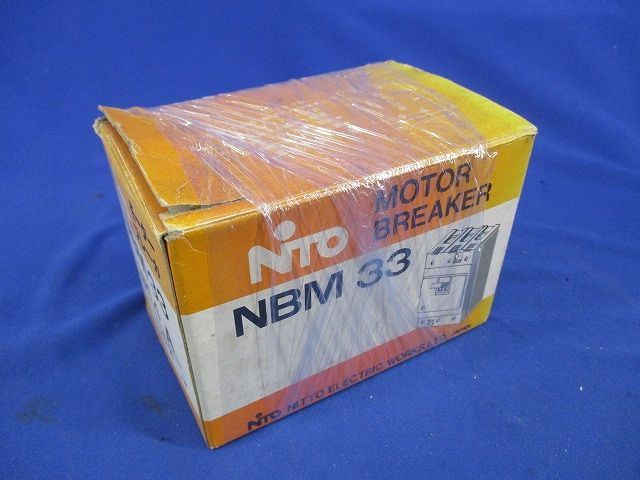 NiTO
MOTOR
BREAKER
NBM 33
NiTO NITTO ELECTRIC WORKS, LTD. JAPAN